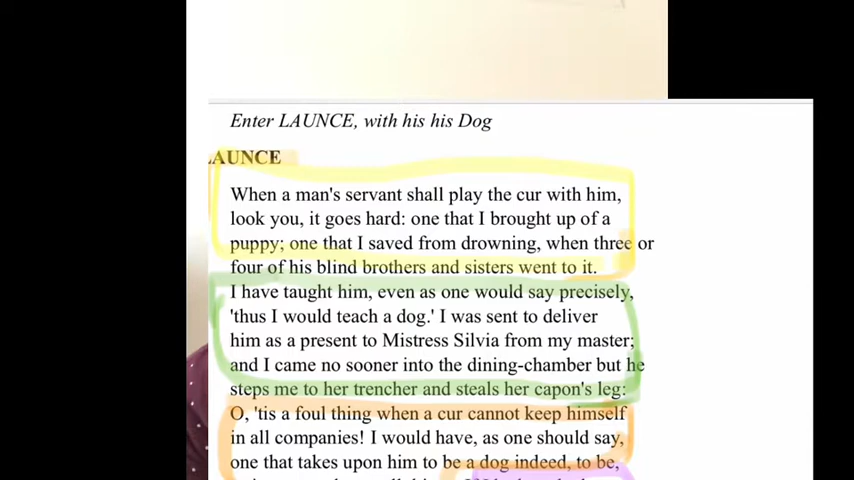 Enter LAUNCE, with his his Dog
LAUNCE
When a man's servant shall play the cur with him,
look you, it goes hard: one that I brought up of a
puppy; one that I saved from drowning, when three or
four of his blind brothers and sisters went to it.
I have taught him, even as one would say precisely,
'thus I would teach a dog.' I was sent to deliver
him as a present to Mistress Silvia from my master;
and I came no sooner into the dining-chamber but he
steps me to her trencher and steals her capon's leg:
O, 'tis a foul thing when a cur cannot keep himself
in all companies! I would have, as one should say,
one that takes upon him to be a dog indeed, to be,